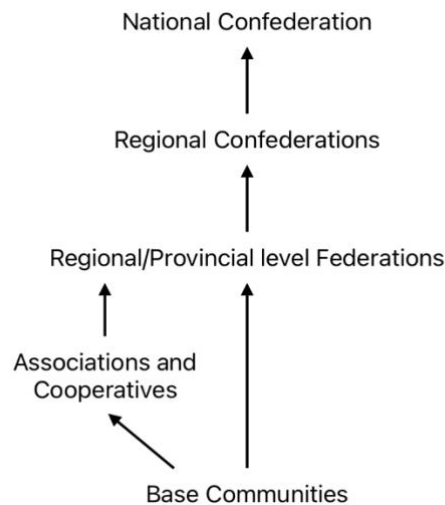 National Confederation
Regional Confederations
Regional/Provincial level Federations
Associations and
Cooperatives
Base Communities